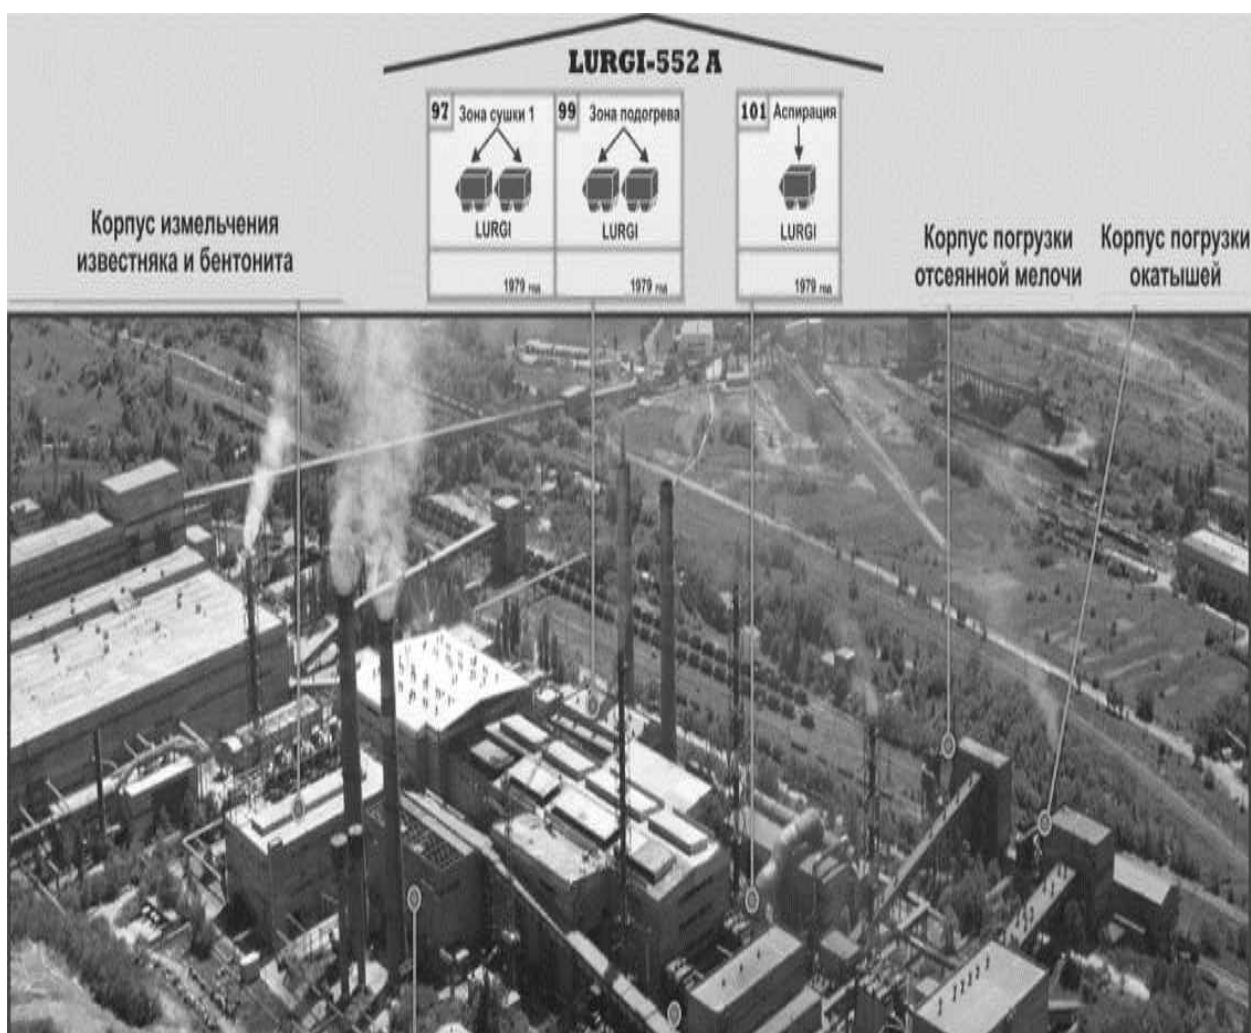 LURGI-552 A
97 Зона сушки 1
LURGI
1979 год
99 Зона подогрева
LURGI
1979 год
101 Аспирация
LURGI
1979 год
Корпус измельчения
известняка и бентонита
Корпус погрузки
отсеянной мелочи
Корпус погрузки
окатышей